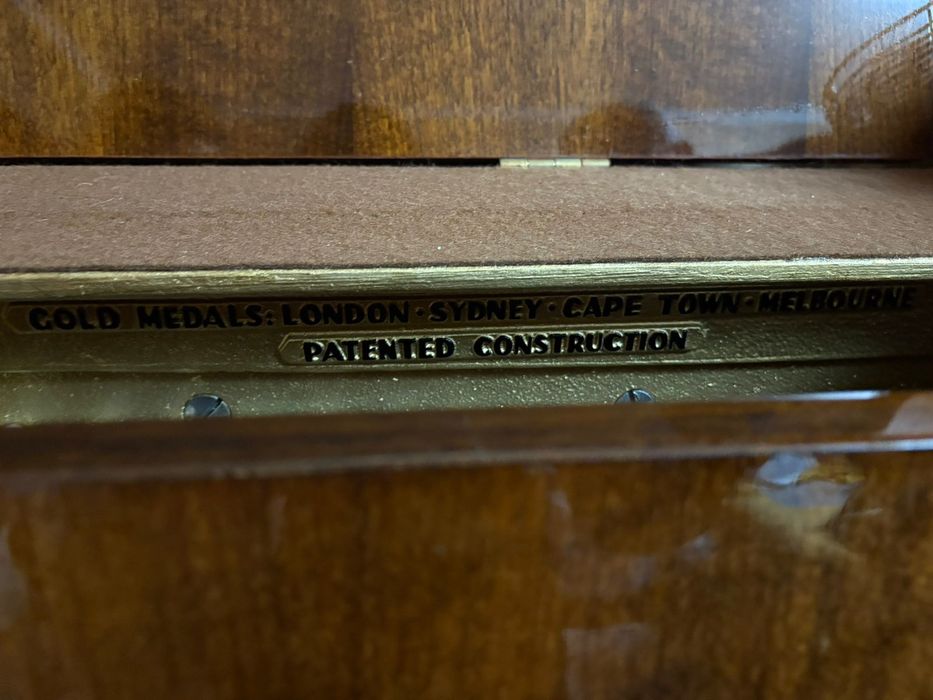 GOLD MEDALS: LONDON · SYDNEY · CAPE TOWN · MELBOURNE
PATENTED CONSTRUCTION